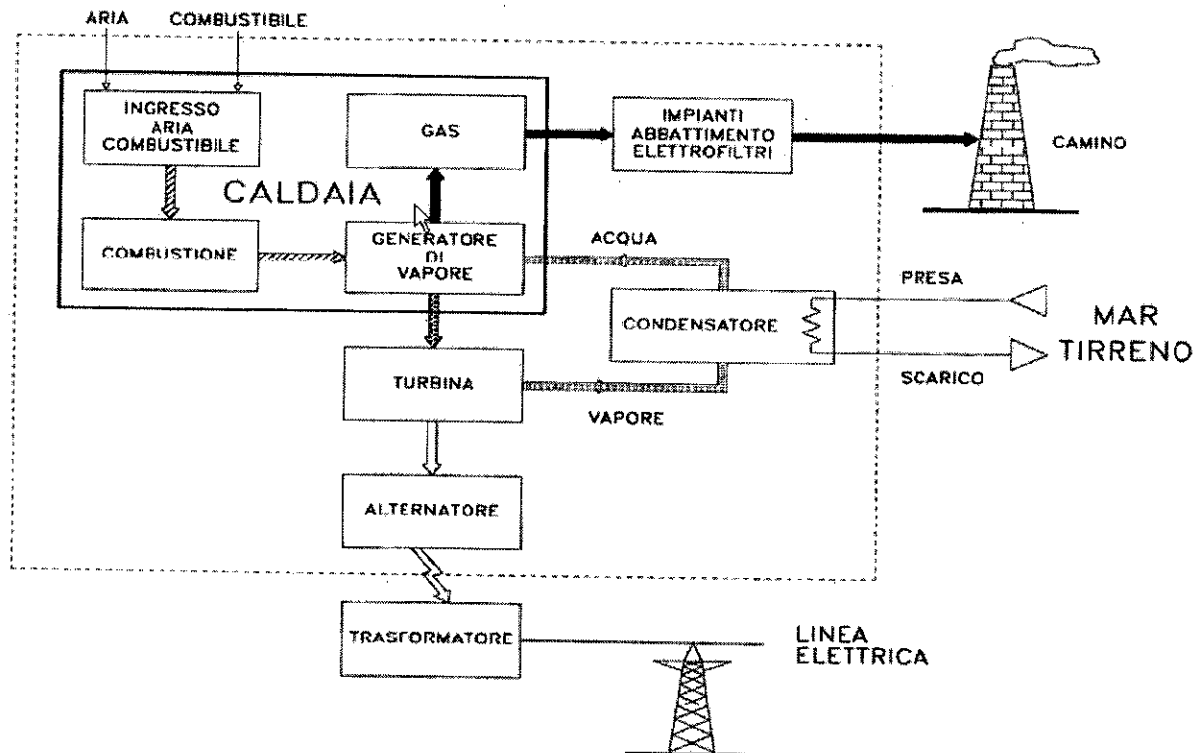 ARIA
COMBUSTIBILE
INGRESSO
ARIA
COMBUSTIBILE
GAS
IMPIANTI
ABBATTIMENTO
ELETTROFILTRI
CAMINO
CALDAIA
COMBUSTIONE
GENERATORE
DI
VAPORE
ACQUA
CONDENSATORE
PRESA
SCARICO
MAR
TIRRENO
TURBINA
VAPORE
ALTERNATORE
TRASFORMATORE
LINEA
ELETTRICA